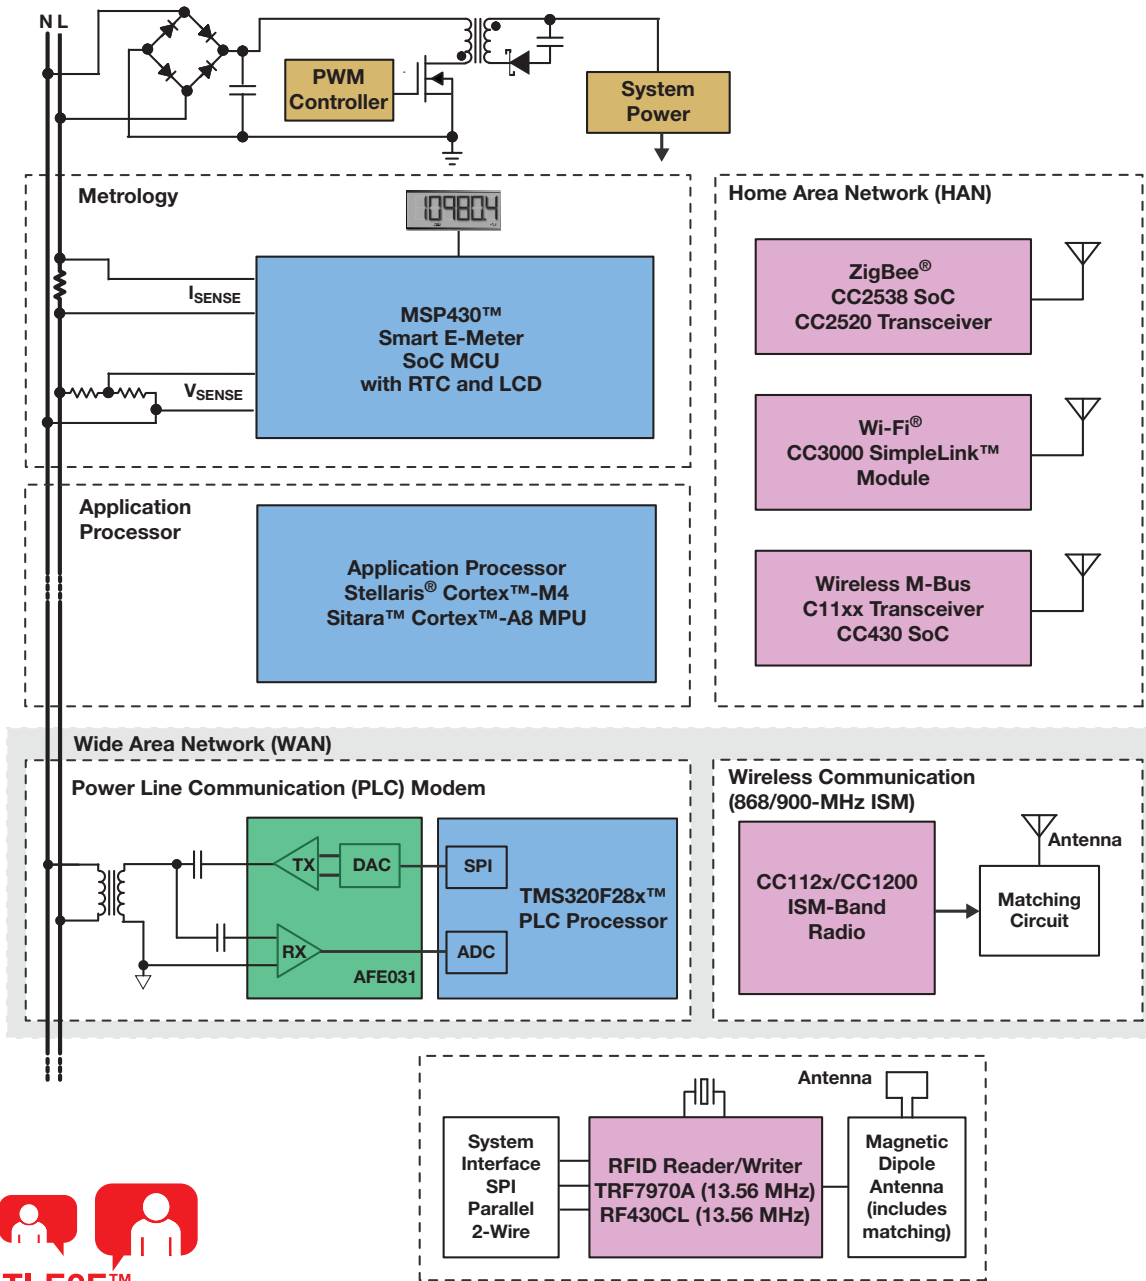 N L
PWM
Controller
System
Power
Metrology
10980.4
ISENSE
VSENSE
MSP430™
Smart E-Meter
SoC MCU
with RTC and LCD
Home Area Network (HAN)
ZigBee®
CC2538 SoC
CC2520 Transceiver
Wi-Fi®
CC3000 SimpleLink™
Module
Wireless M-Bus
C11xx Transceiver
CC430 SoC
Application
Processor
Application Processor
Stellaris® Cortex™-M4
Sitara™ Cortex™-A8 MPU
Wide Area Network (WAN)
Power Line Communication (PLC) Modem
TX
DAC
SPI
RX
ADC
AFE031
TMS320F28x™
PLC Processor
Wireless Communication
(868/900-MHz ISM)
CC112x/CC1200
ISM-Band
Radio
Antenna
Matching
Circuit
Antenna
System
Interface
SPI
Parallel
2-Wire
RFID Reader/Writer
TRF7970A (13.56 MHz)
RF430CL (13.56 MHz)
Magnetic
Dipole
Antenna
(includes
matching)